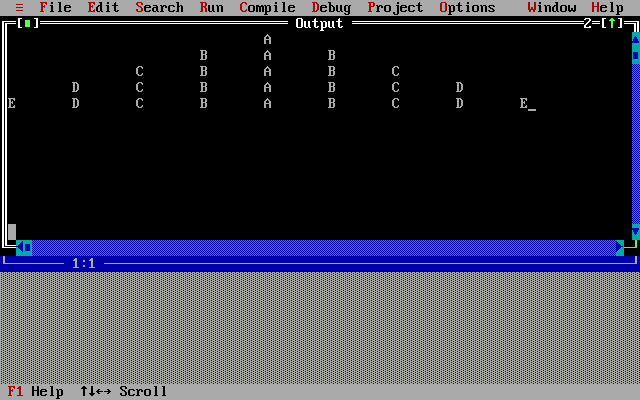 ≡ File Edit Search Run Compile Debug Project Options Window Help
[■] Output 2=[↑]
A
B A B
C B A B C
D C B A B C D
E D C B A B C D E_
1:1
F1 Help ↑↓↔ Scroll